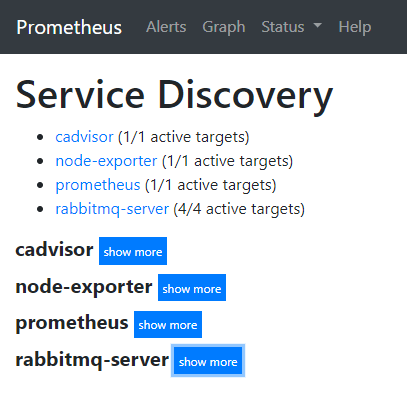 Prometheus Alerts Graph Status Help
Service Discovery
cadvisor (1/1 active targets)
node-exporter (1/1 active targets)
prometheus (1/1 active targets)
rabbitmq-server (4/4 active targets)
cadvisor show more
node-exporter show more
prometheus show more
rabbitmq-server show more